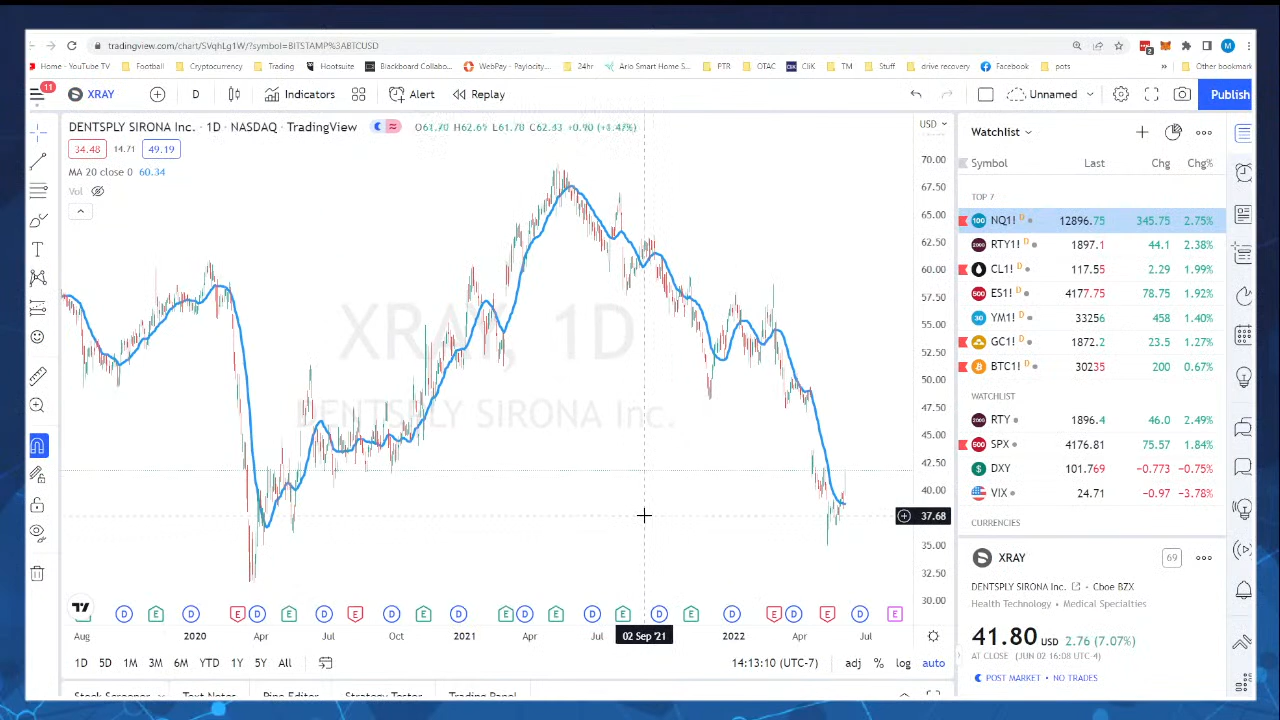 tradingview.com/chart/SVqhLg1W/?symbol=BITSTAMP%3ABTCUSD
Home - YouTube TV Football Cryptocurrency Trading Hootsuite Blackboard Collabo... WebPay - Paylocity... 24hr Arlo Smart Home S... PTR OTAC Clik TM Stuff drive recovery Facebook pots » Other bookmark
11 XRAY D Indicators Alert Replay Unnamed Publish
DENTSPLY SIRONA Inc. · 1D · NASDAQ · TradingView O61.70 H62.69 L61.70 C62.33 +0.90 (+1.47%) USD
34.48 14.71 49.19
MA 20 close 0 60.34
Vol
XRAY, 1D
DENTSPLY SIRONA Inc.
70.00
67.50
65.00
62.50
60.00
57.50
55.00
52.50
50.00
47.50
45.00
42.50
40.00
37.68
35.00
32.50
30.00
D E D E D E D E D E D E D E D E D E D E D E D E
Aug 2020 Apr Jul Oct 2021 Apr Jul 02 Sep '21 2022 Apr Jul
1D 5D 1M 3M 6M YTD 1Y 5Y All 14:13:10 (UTC-7) adj % log auto
Stock Screener Text Notes Pine Editor Strategy Tester Trading Panel
Watchlist
Symbol Last Chg Chg%
TOP 7
NQ1! D 12896.75 345.75 2.75%
RTY1! D 1897.1 44.1 2.38%
CL1! D 117.55 2.29 1.99%
ES1! D 4177.75 78.75 1.92%
YM1! D 33256 458 1.40%
GC1! D 1872.2 23.5 1.27%
BTC1! D 30235 200 0.67%
WATCHLIST
RTY 1896.4 46.0 2.49%
SPX 4176.81 75.57 1.84%
DXY 101.769 −0.773 −0.75%
VIX 24.71 −0.97 −3.78%
CURRENCIES
XRAY 69
DENTSPLY SIRONA Inc. · Cboe BZX
Health Technology · Medical Specialties
41.80 USD 2.76 (7.07%)
AT CLOSE (JUN 02 16:08 UTC-4)
POST MARKET · NO TRADES